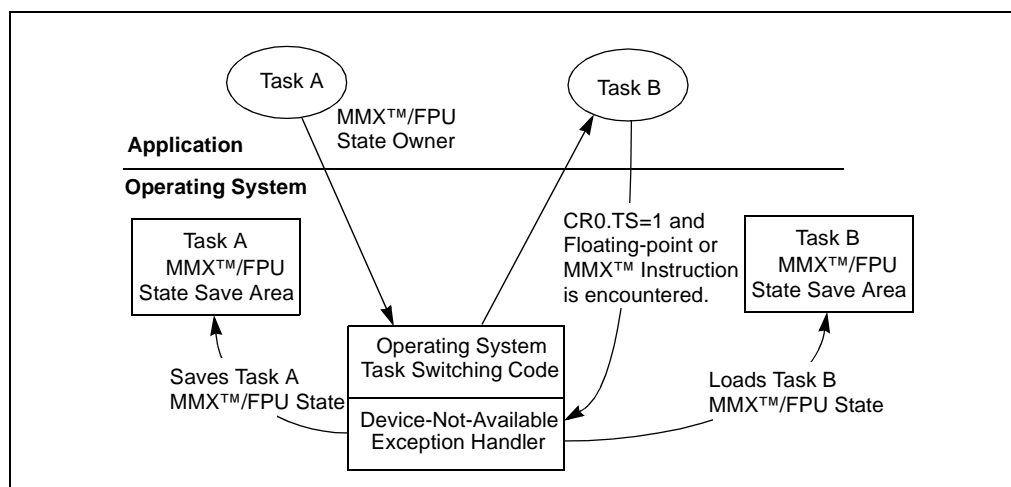 Task A
Task B
MMX™/FPU
State Owner
Application
Operating System
Task A
MMX™/FPU
State Save Area
CR0.TS=1 and
Floating-point or
MMX™ Instruction
is encountered.
Task B
MMX™/FPU
State Save Area
Operating System
Task Switching Code
Saves Task A
MMX™/FPU State
Device-Not-Available
Exception Handler
Loads Task B
MMX™/FPU State